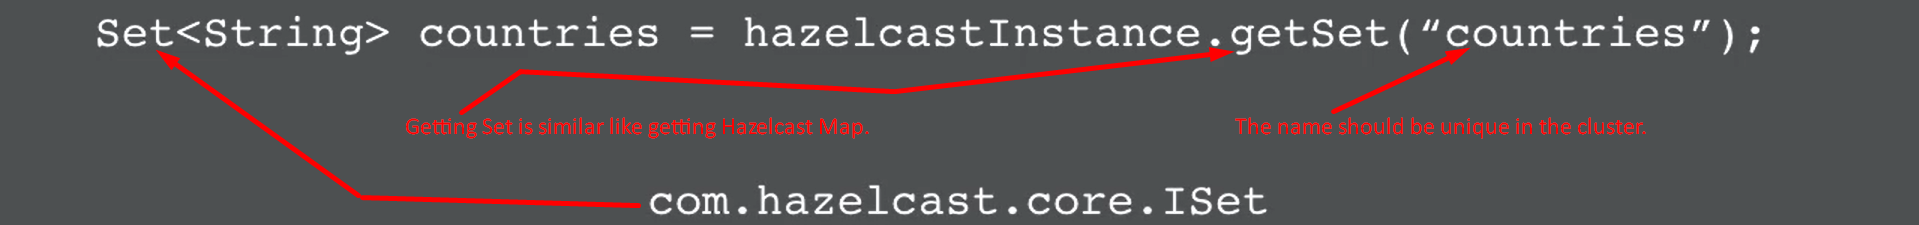 Set<String> countries = hazelcastInstance.getSet(“countries”);
Getting Set is similar like getting Hazelcast Map.
The name should be unique in the cluster.
com.hazelcast.core.ISet